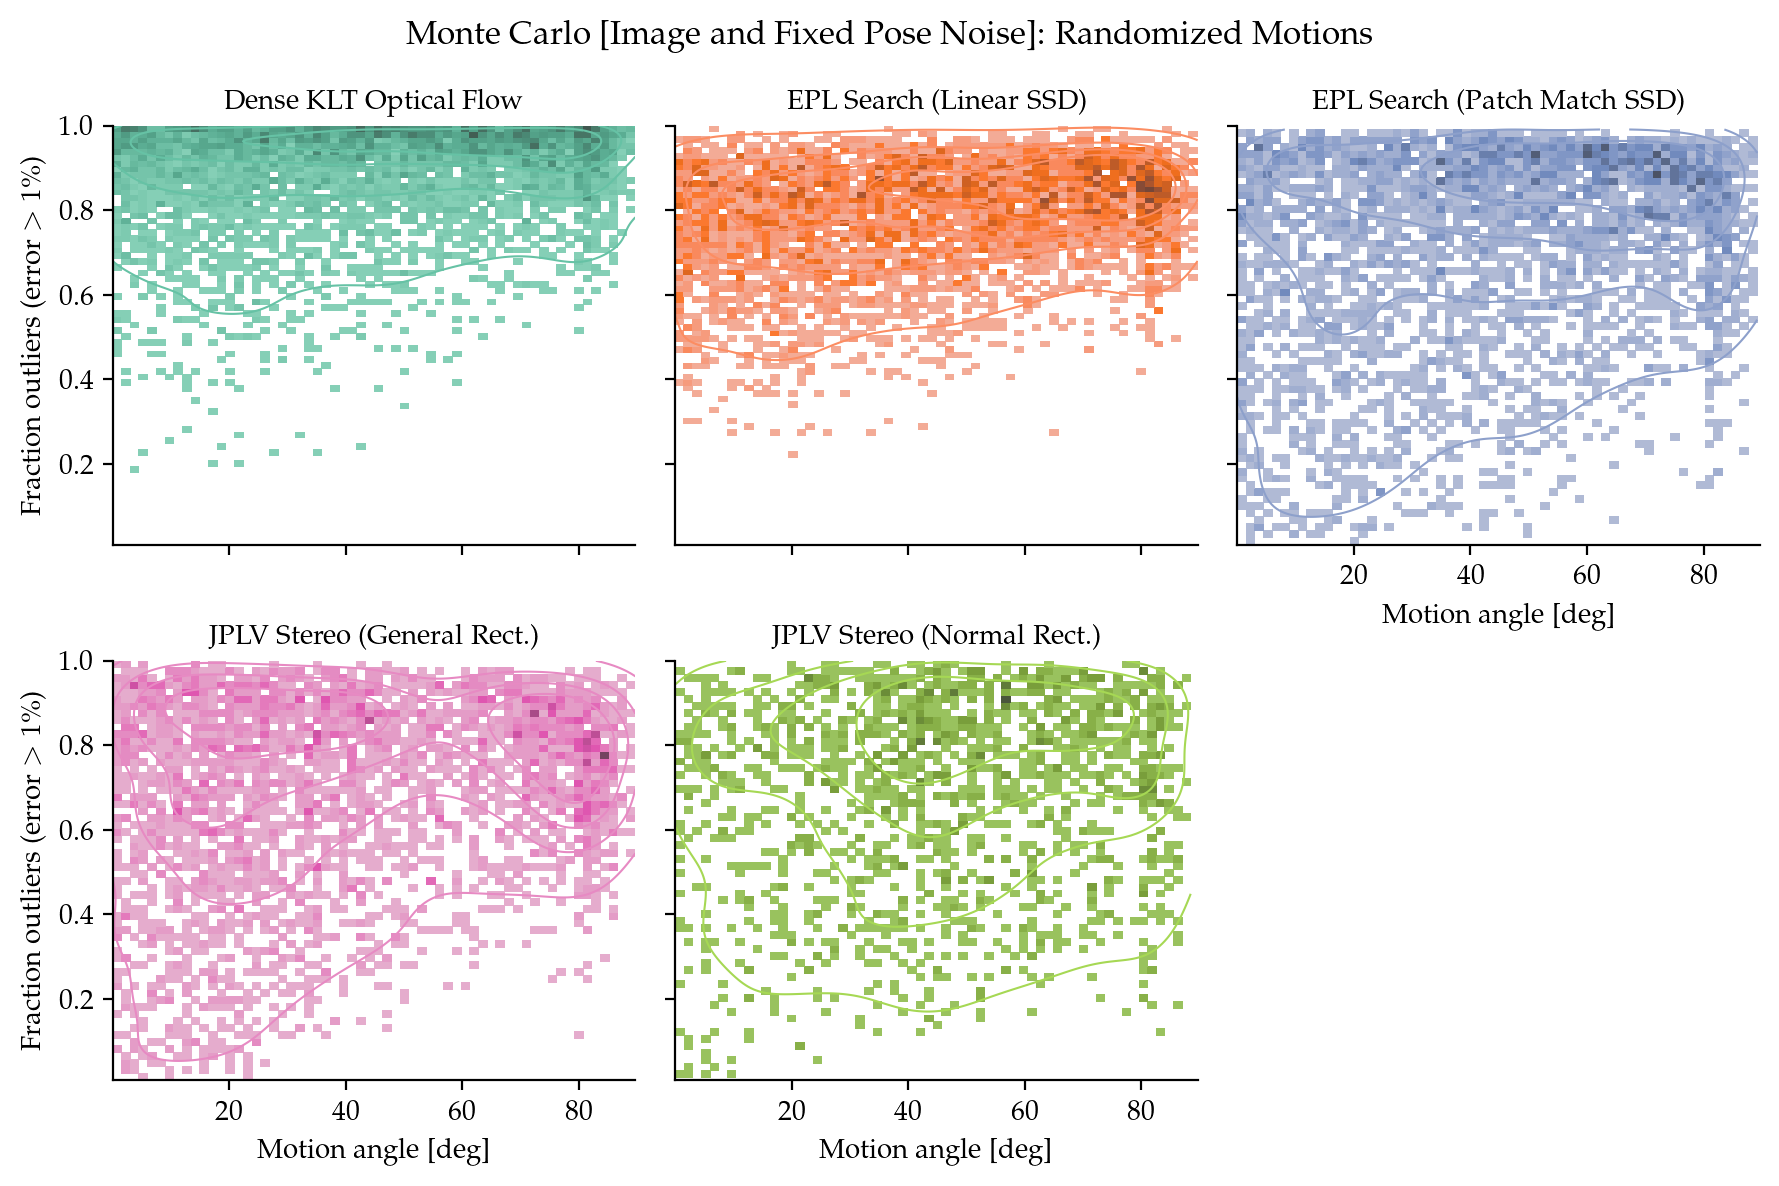 Monte Carlo [Image and Fixed Pose Noise]: Randomized Motions
Dense KLT Optical Flow
EPL Search (Linear SSD)
EPL Search (Patch Match SSD)
Fraction outliers (error > 1%)
1.0
0.8
0.6
0.4
0.2
20 40 60 80
Motion angle [deg]
JPLV Stereo (General Rect.)
JPLV Stereo (Normal Rect.)
Fraction outliers (error > 1%)
1.0
0.8
0.6
0.4
0.2
20 40 60 80
20 40 60 80
Motion angle [deg]
Motion angle [deg]